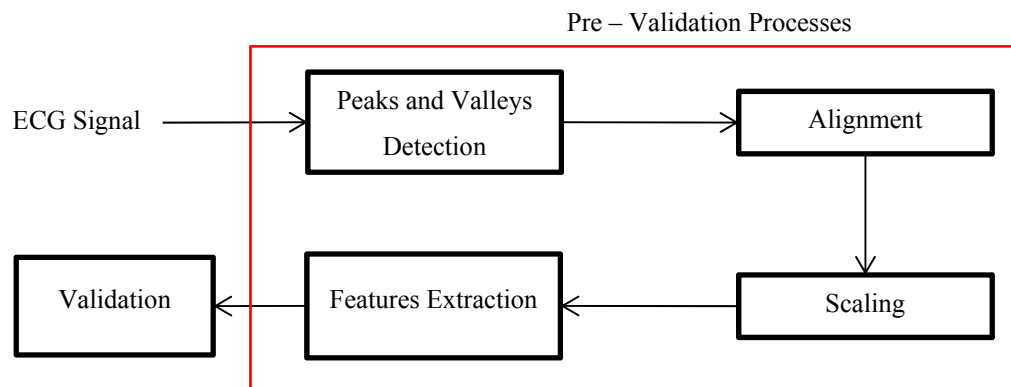 Pre – Validation Processes
ECG Signal
Peaks and Valleys
Detection
Alignment
Validation
Features Extraction
Scaling